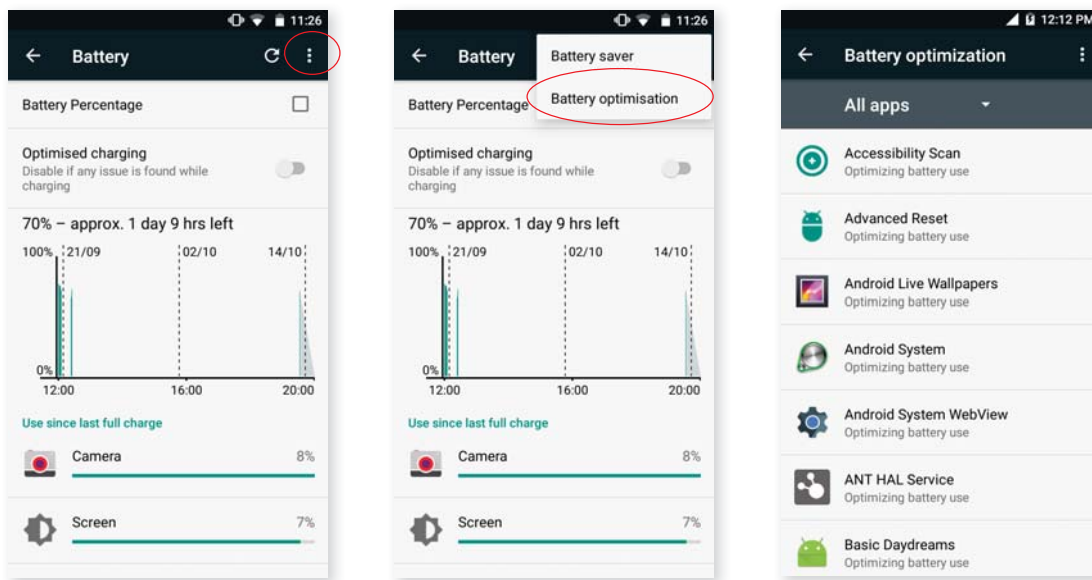 11:26
Battery
Battery Percentage
Optimised charging
Disable if any issue is found while
charging
70% – approx. 1 day 9 hrs left
100% 21/09 02/10 14/10
0%
12:00 16:00 20:00
Use since last full charge
Camera 8%
Screen 7%
11:26
Battery
Battery saver
Battery optimisation
Battery Percentage
Optimised charging
Disable if any issue is found while
charging
70% – approx. 1 day 9 hrs left
100% 21/09 02/10 14/10
0%
12:00 16:00 20:00
Use since last full charge
Camera 8%
Screen 7%
12:12 PM
Battery optimization
All apps
Accessibility Scan
Optimizing battery use
Advanced Reset
Optimizing battery use
Android Live Wallpapers
Optimizing battery use
Android System
Optimizing battery use
Android System WebView
Optimizing battery use
ANT HAL Service
Optimizing battery use
Basic Daydreams
Optimizing battery use